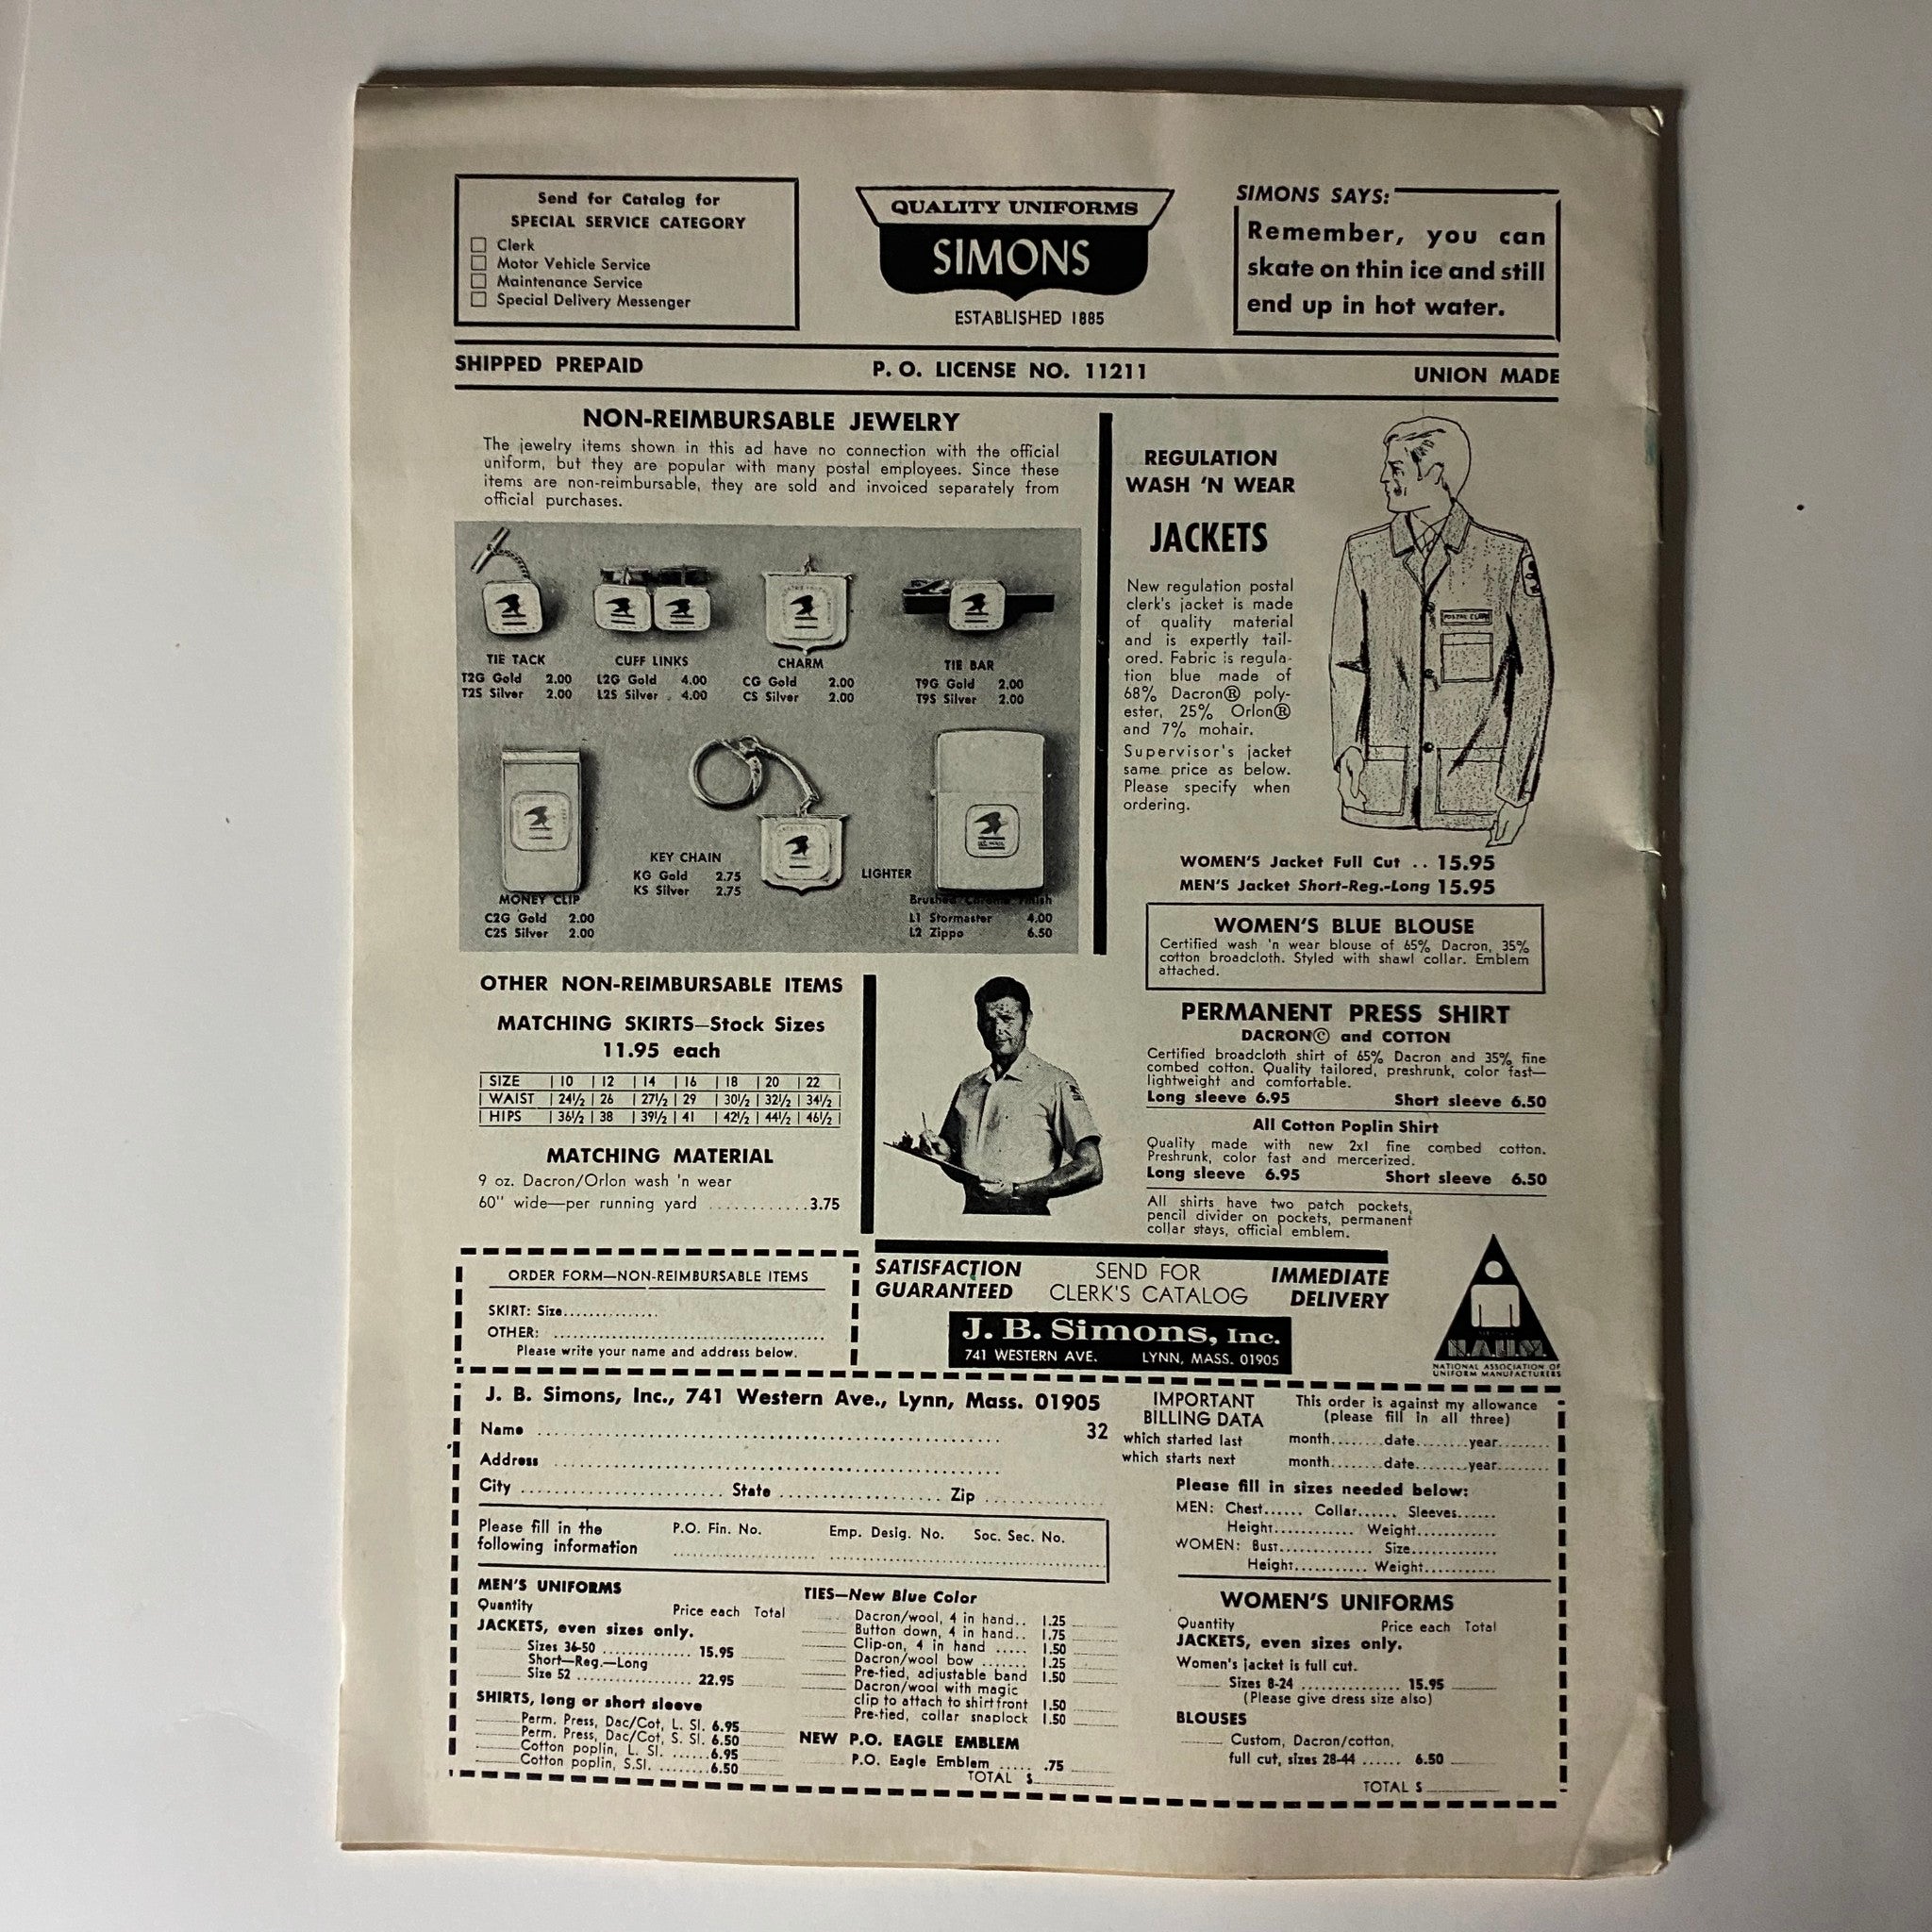 Send for Catalog for
SPECIAL SERVICE CATEGORY
Clerk
Motor Vehicle Service
Maintenance Service
Special Delivery Messenger
QUALITY UNIFORMS
SIMONS
ESTABLISHED 1885
SIMONS SAYS:
Remember, you can
skate on thin ice and still
end up in hot water.
SHIPPED PREPAID P. O. LICENSE NO. 11211 UNION MADE
NON-REIMBURSABLE JEWELRY
The jewelry items shown in this ad have no connection with the official
uniform, but they are popular with many postal employees. Since these
items are non-reimbursable, they are sold and invoiced separately from
official purchases.
TIE TACK
T2G Gold 2.00
T2S Silver 2.00
CUFF LINKS
L2G Gold 4.00
L2S Silver . 4.00
CHARM
CG Gold 2.00
CS Silver 2.00
TIE BAR
T9G Gold 2.00
T9S Silver 2.00
MONEY CLIP
C2G Gold 2.00
C2S Silver 2.00
KEY CHAIN
KG Gold 2.75
KS Silver 2.75
LIGHTER
Brushed Chrome Finish
L1 Stormaster 4.00
L2 Zippo 6.50
REGULATION
WASH 'N WEAR
JACKETS
New regulation postal
clerk's jacket is made
of quality material
and is expertly tail-
ored. Fabric is regula-
tion blue made of
68% Dacron® poly-
ester, 25% Orlon®
and 7% mohair.
Supervisor's jacket
same price as below.
Please specify when
ordering.
POSTAL CLERK
WOMEN'S Jacket Full Cut .. 15.95
MEN'S Jacket Short-Reg.-Long 15.95
WOMEN'S BLUE BLOUSE
Certified wash 'n wear blouse of 65% Dacron, 35%
cotton broadcloth. Styled with shawl collar. Emblem
attached.
PERMANENT PRESS SHIRT
DACRON© and COTTON
Certified broadcloth shirt of 65% Dacron and 35% fine
combed cotton. Quality tailored, preshrunk, color fast—
lightweight and comfortable.
Long sleeve 6.95 Short sleeve 6.50
All Cotton Poplin Shirt
Quality made with new 2x1 fine combed cotton.
Preshrunk, color fast and mercerized.
Long sleeve 6.95 Short sleeve 6.50
All shirts have two patch pockets,
pencil divider on pockets, permanent
collar stays, official emblem.
OTHER NON-REIMBURSABLE ITEMS
MATCHING SKIRTS—Stock Sizes
11.95 each
SIZE | 10 | 12 | 14 | 16 | 18 | 20 | 22
WAIST | 24½ | 26 | 27½ | 29 | 30½ | 32½ | 34½
HIPS | 36½ | 38 | 39½ | 41 | 42½ | 44½ | 46½
MATCHING MATERIAL
9 oz. Dacron/Orlon wash 'n wear
60" wide—per running yard ............3.75
ORDER FORM—NON-REIMBURSABLE ITEMS
SKIRT: Size..............
OTHER: ........................................
Please write your name and address below.
SATISFACTION
GUARANTEED
SEND FOR
CLERK'S CATALOG
IMMEDIATE
DELIVERY
J. B. Simons, Inc.
741 WESTERN AVE. LYNN, MASS. 01905
N.A.U.M.
NATIONAL ASSOCIATION OF
UNIFORM MANUFACTURERS
J. B. Simons, Inc., 741 Western Ave., Lynn, Mass. 01905
Name ........................................ 32
Address ........................................
City .................... State .................... Zip ............
Please fill in the
following information
P.O. Fin. No. Emp. Desig. No. Soc. Sec. No.
IMPORTANT
BILLING DATA
This order is against my allowance
(please fill in all three)
which started last month........date........year........
which starts next month........date........year........
Please fill in sizes needed below:
MEN: Chest...... Collar...... Sleeves......
Height........... Weight............
WOMEN: Bust.............. Size.............
Height........... Weight...........
MEN'S UNIFORMS
Quantity Price each Total
JACKETS, even sizes only.
Sizes 36-50 .............. 15.95
Short—Reg.—Long
Size 52 .................. 22.95
SHIRTS, long or short sleeve
Perm. Press, Dac/Cot, L. Sl. 6.95
Perm. Press, Dac/Cot, S. Sl. 6.50
Cotton poplin, L. Sl. ......6.95
Cotton poplin, S.Sl. ........6.50
TIES—New Blue Color
Dacron/wool, 4 in hand.. 1.25
Button down, 4 in hand.. 1.75
Clip-on, 4 in hand ..... 1.50
Dacron/wool bow ....... 1.25
Pre-tied, adjustable band 1.50
Dacron/wool with magic
clip to attach to shirtfront 1.50
Pre-tied, collar snaplock 1.50
NEW P.O. EAGLE EMBLEM
P.O. Eagle Emblem ..... .75
TOTAL $
WOMEN'S UNIFORMS
Quantity Price each Total
JACKETS, even sizes only.
Women's jacket is full cut.
Sizes 8-24 ............... 15.95
(Please give dress size also)
BLOUSES
Custom, Dacron/cotton,
full cut, sizes 28-44 ...... 6.50
TOTAL $